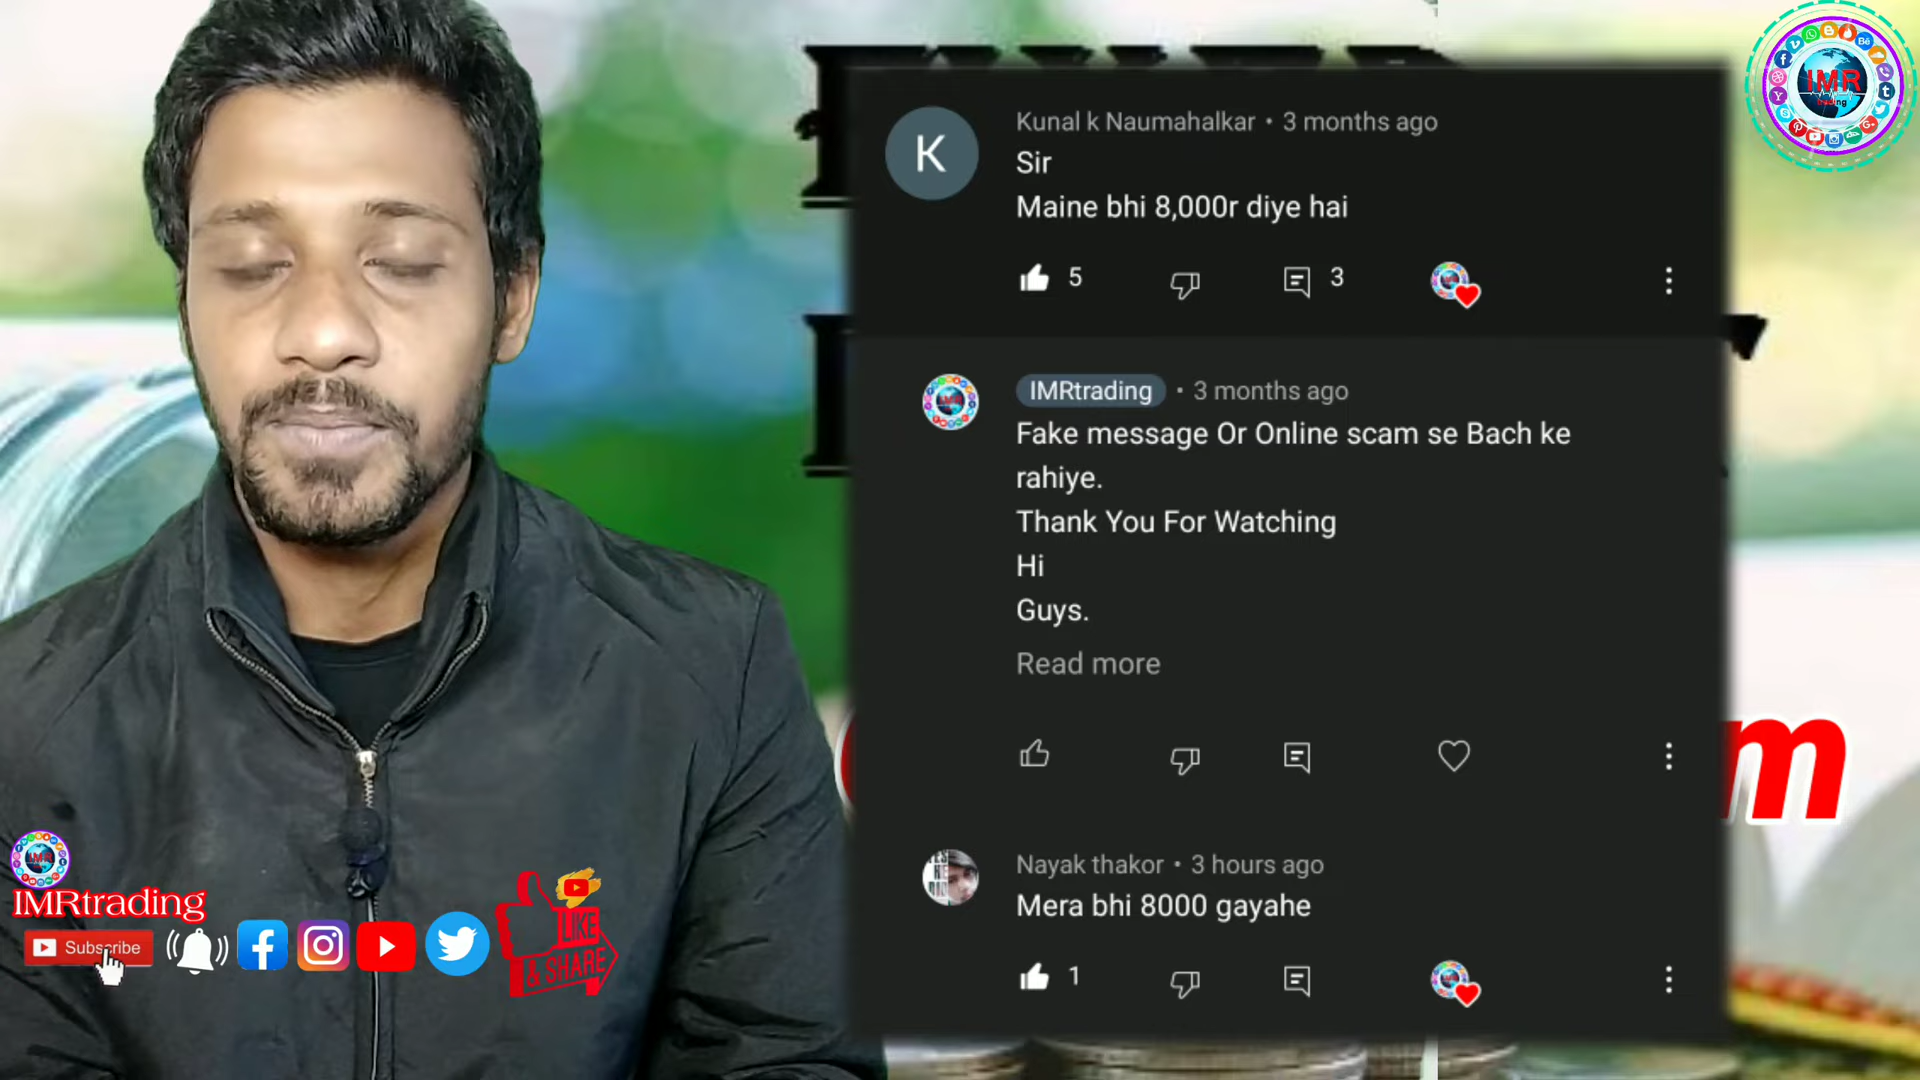 IMR
trading
K
Kunal k Naumahalkar • 3 months ago
Sir
Maine bhi 8,000r diye hai
5
3
IMRtrading • 3 months ago
Fake message Or Online scam se Bach ke
rahiye.
Thank You For Watching
Hi
Guys.
Read more
m
Nayak thakor • 3 hours ago
Mera bhi 8000 gayahe
1
IMRtrading
Subscribe
LIKE
& SHARE